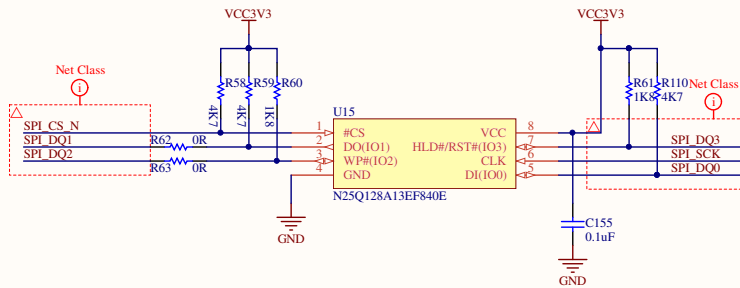 VCC3V3
VCC3V3
Net Class
i
R58
R59
R60
4K7
4K7
1K8
R61
R110
1K8
4K7
Net Class
i
U15
SPI_CS_N
1
#CS
VCC
8
SPI_DQ1
R62
0R
2
DO(IO1)
HLD#/RST#(IO3)
7
SPI_DQ3
SPI_DQ2
R63
0R
3
WP#(IO2)
CLK
6
SPI_SCK
4
GND
DI(IO0)
5
SPI_DQ0
N25Q128A13EF840E
GND
C155
0.1uF
GND